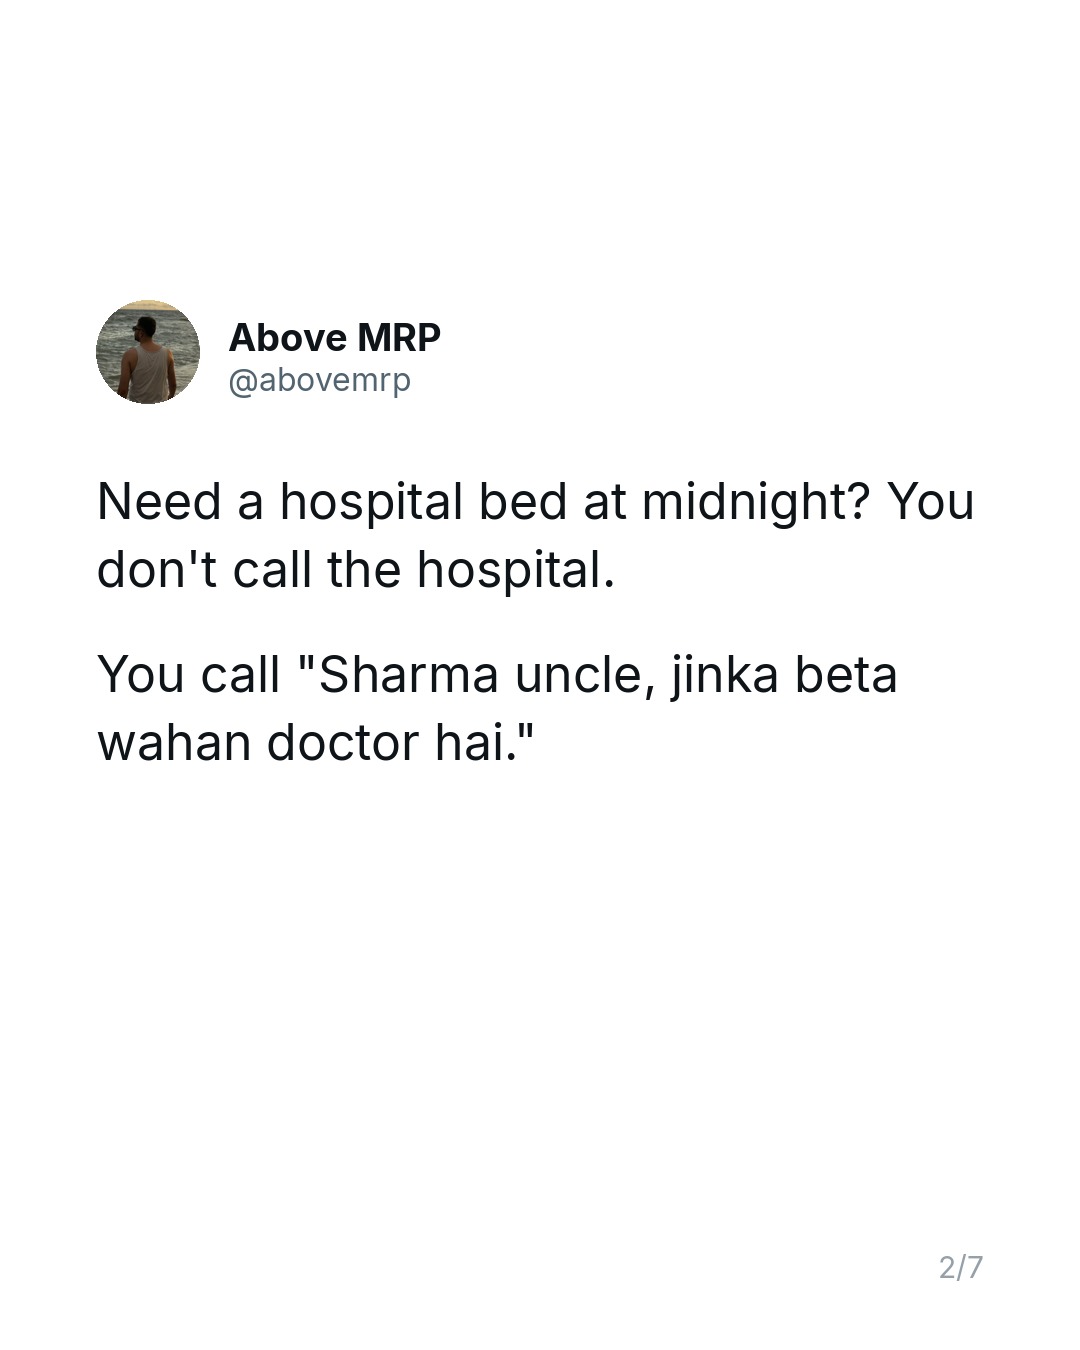 Above MRP
@abovemrp
Need a hospital bed at midnight? You
don't call the hospital.
You call "Sharma uncle, jinka beta
wahan doctor hai."
2/7